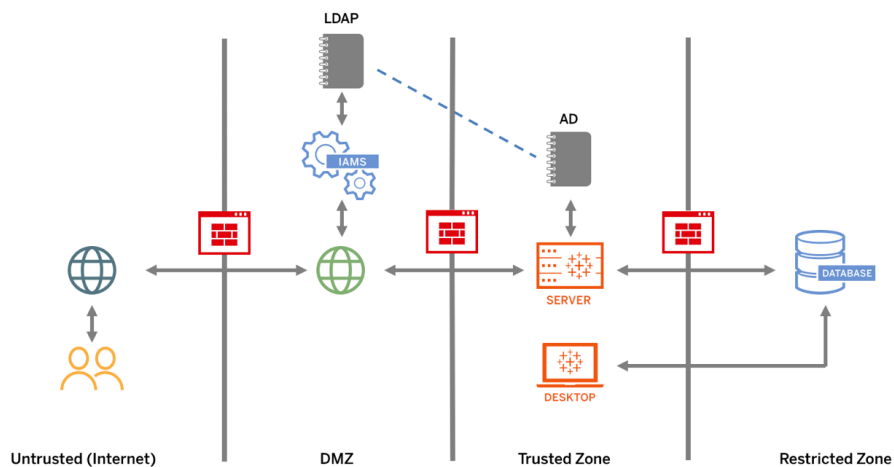 LDAP
AD
IAMS
SERVER
DATABASE
DESKTOP
Untrusted (Internet)
DMZ
Trusted Zone
Restricted Zone